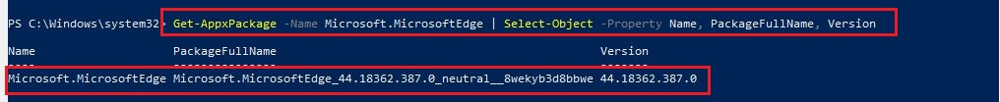 PS C:\Windows\system32> Get-AppxPackage -Name Microsoft.MicrosoftEdge | Select-Object -Property Name, PackageFullName, Version
Name PackageFullName Version
---- --------------- -------
Microsoft.MicrosoftEdge Microsoft.MicrosoftEdge_44.18362.387.0_neutral__8wekyb3d8bbwe 44.18362.387.0